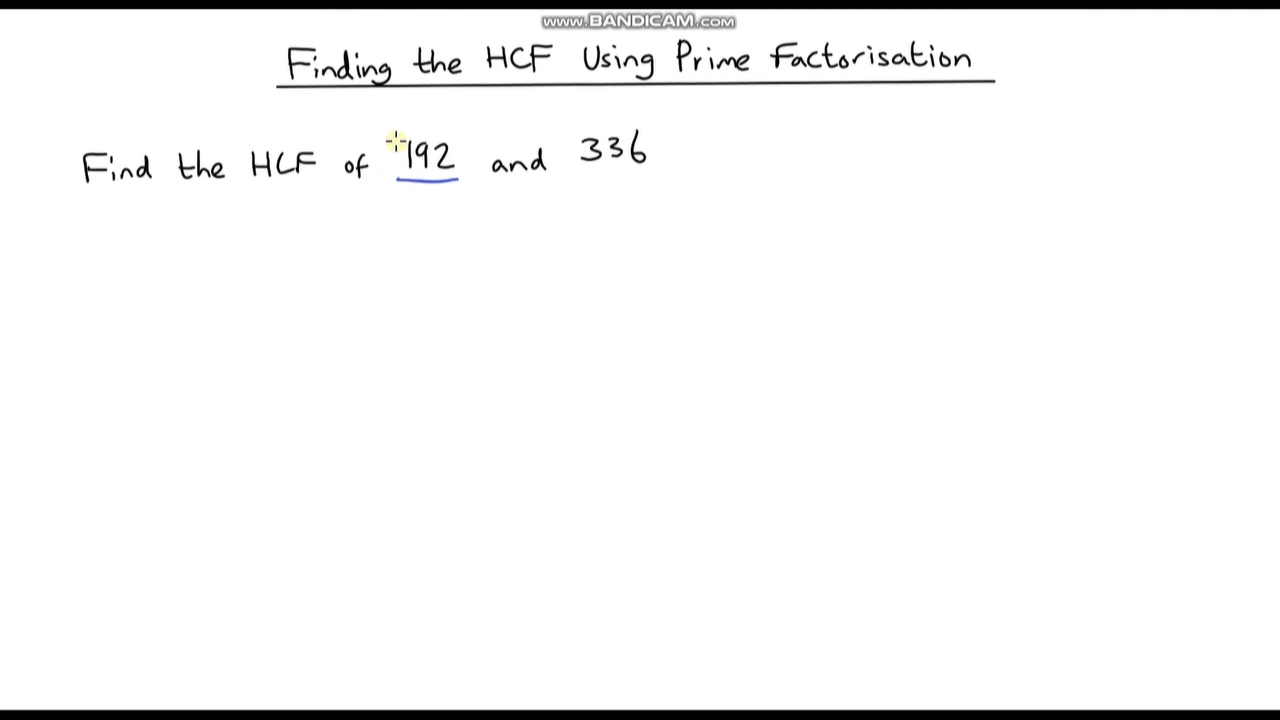 www.BANDICAM.com
Finding the HCF Using Prime Factorisation
Find the HCF of 192 and 336